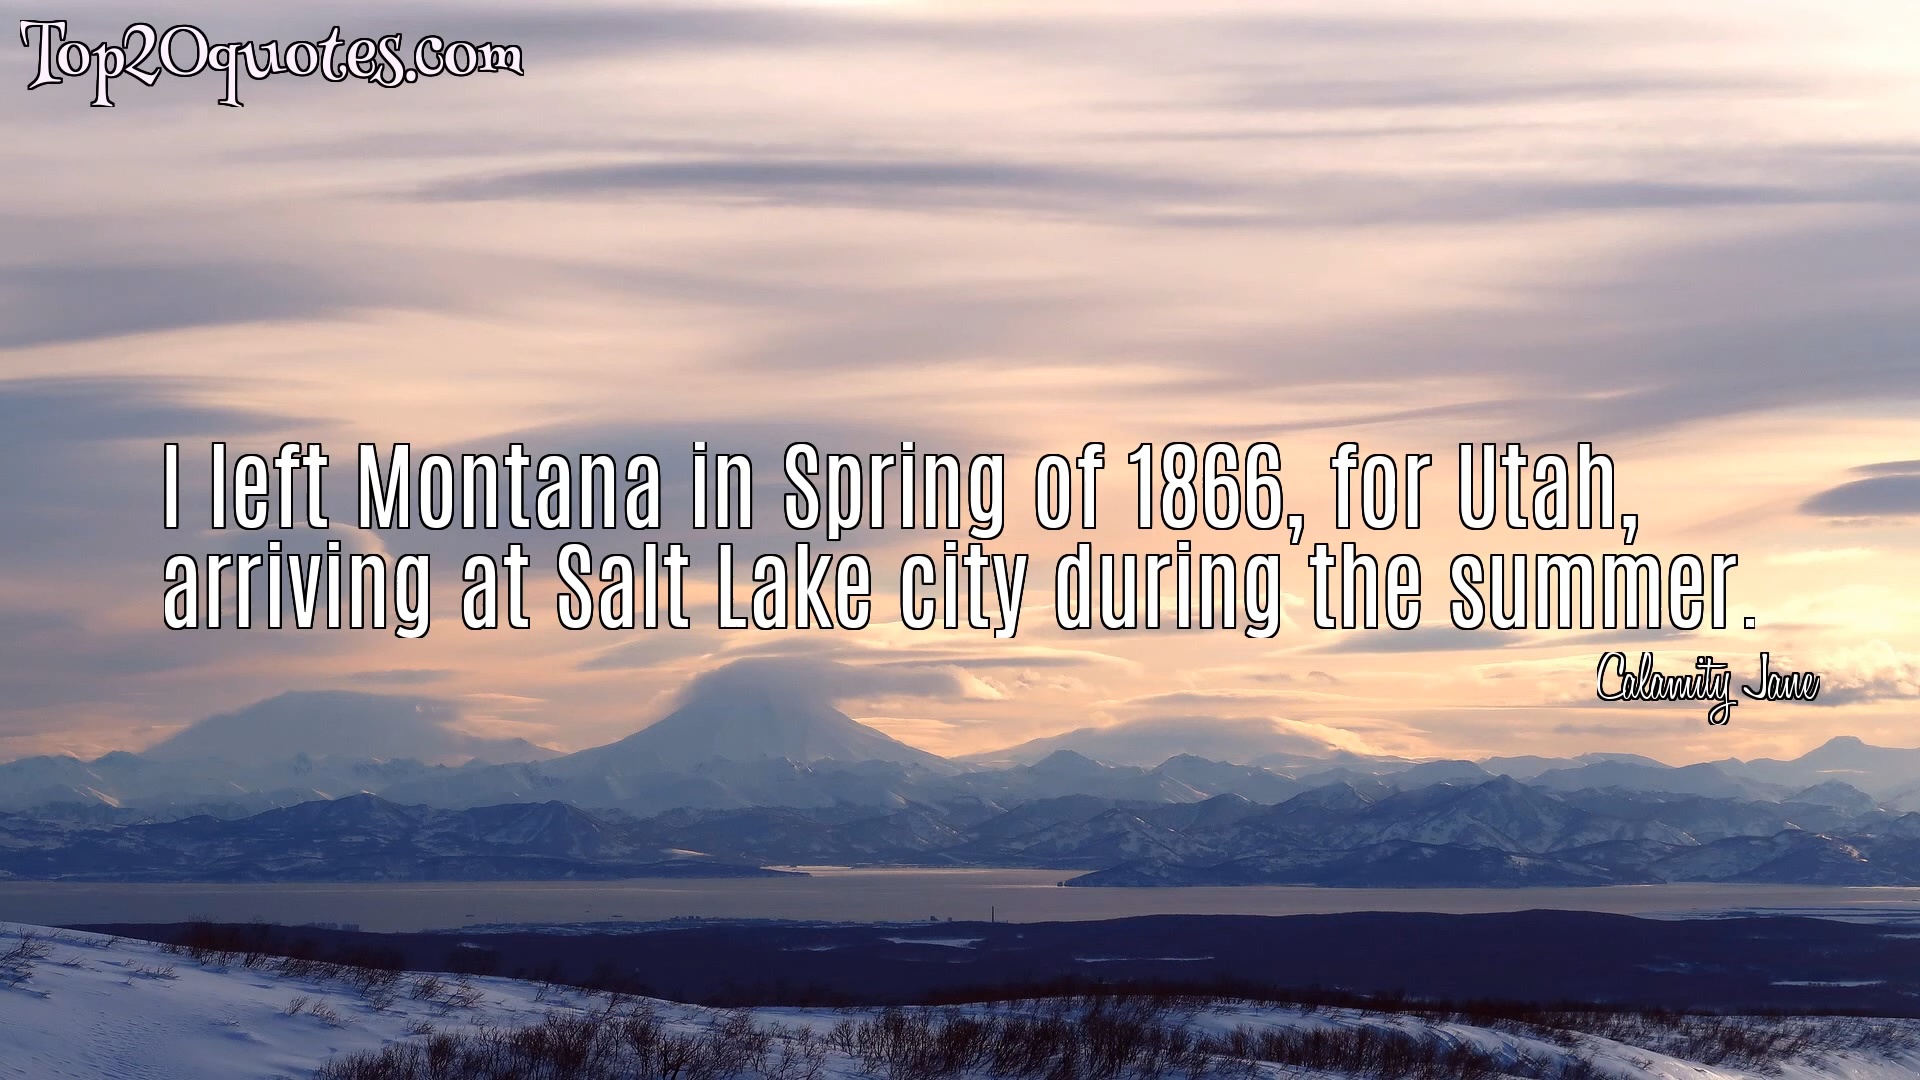 Top20quotes.com
I left Montana in Spring of 1866, for Utah,
arriving at Salt Lake city during the summer.
Calamity Jane